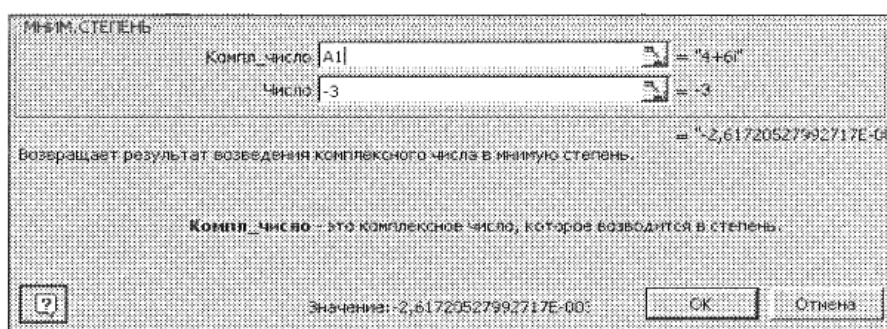 МНИМ.СТЕПЕНЬ
Компл_число A1 = "4+6i"
Число -3 = -3
= "-2,61720527992717E-00
Возвращает результат возведения комплексного числа в мнимую степень.
Компл_число - это комплексное число, которое возводится в степень.
Значение:-2,61720527992717E-003
OK Отмена